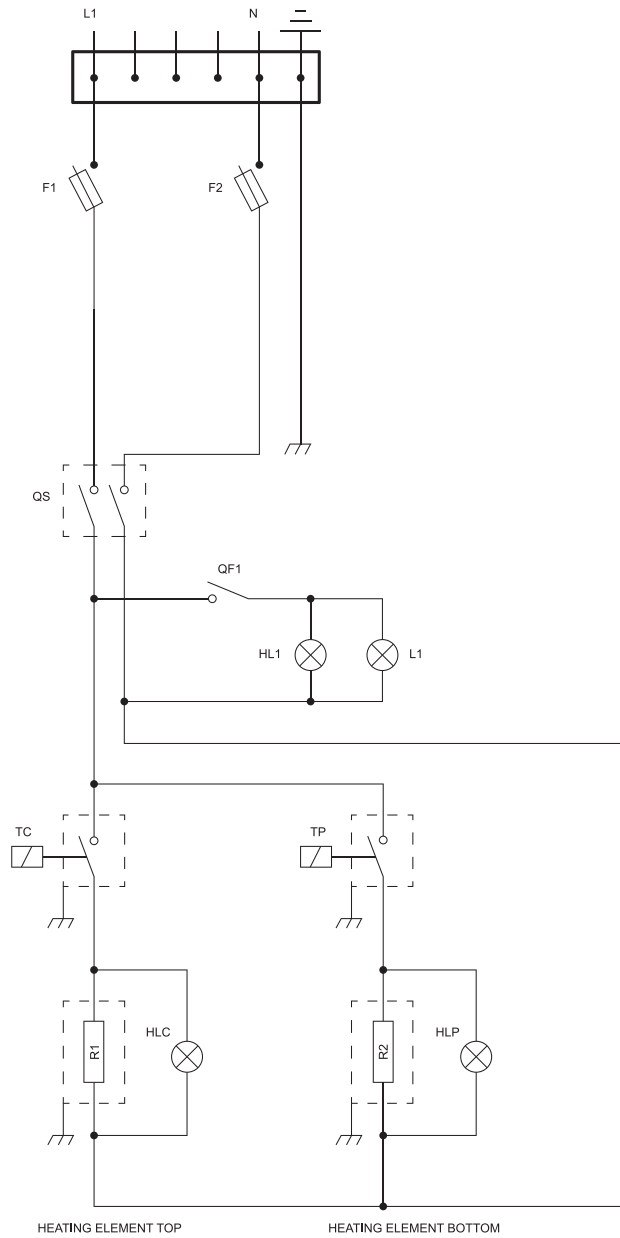 L1 N
F1 F2
QS
QF1
HL1 L1
TC TP
R1 HLC R2 HLP
HEATING ELEMENT TOP HEATING ELEMENT BOTTOM